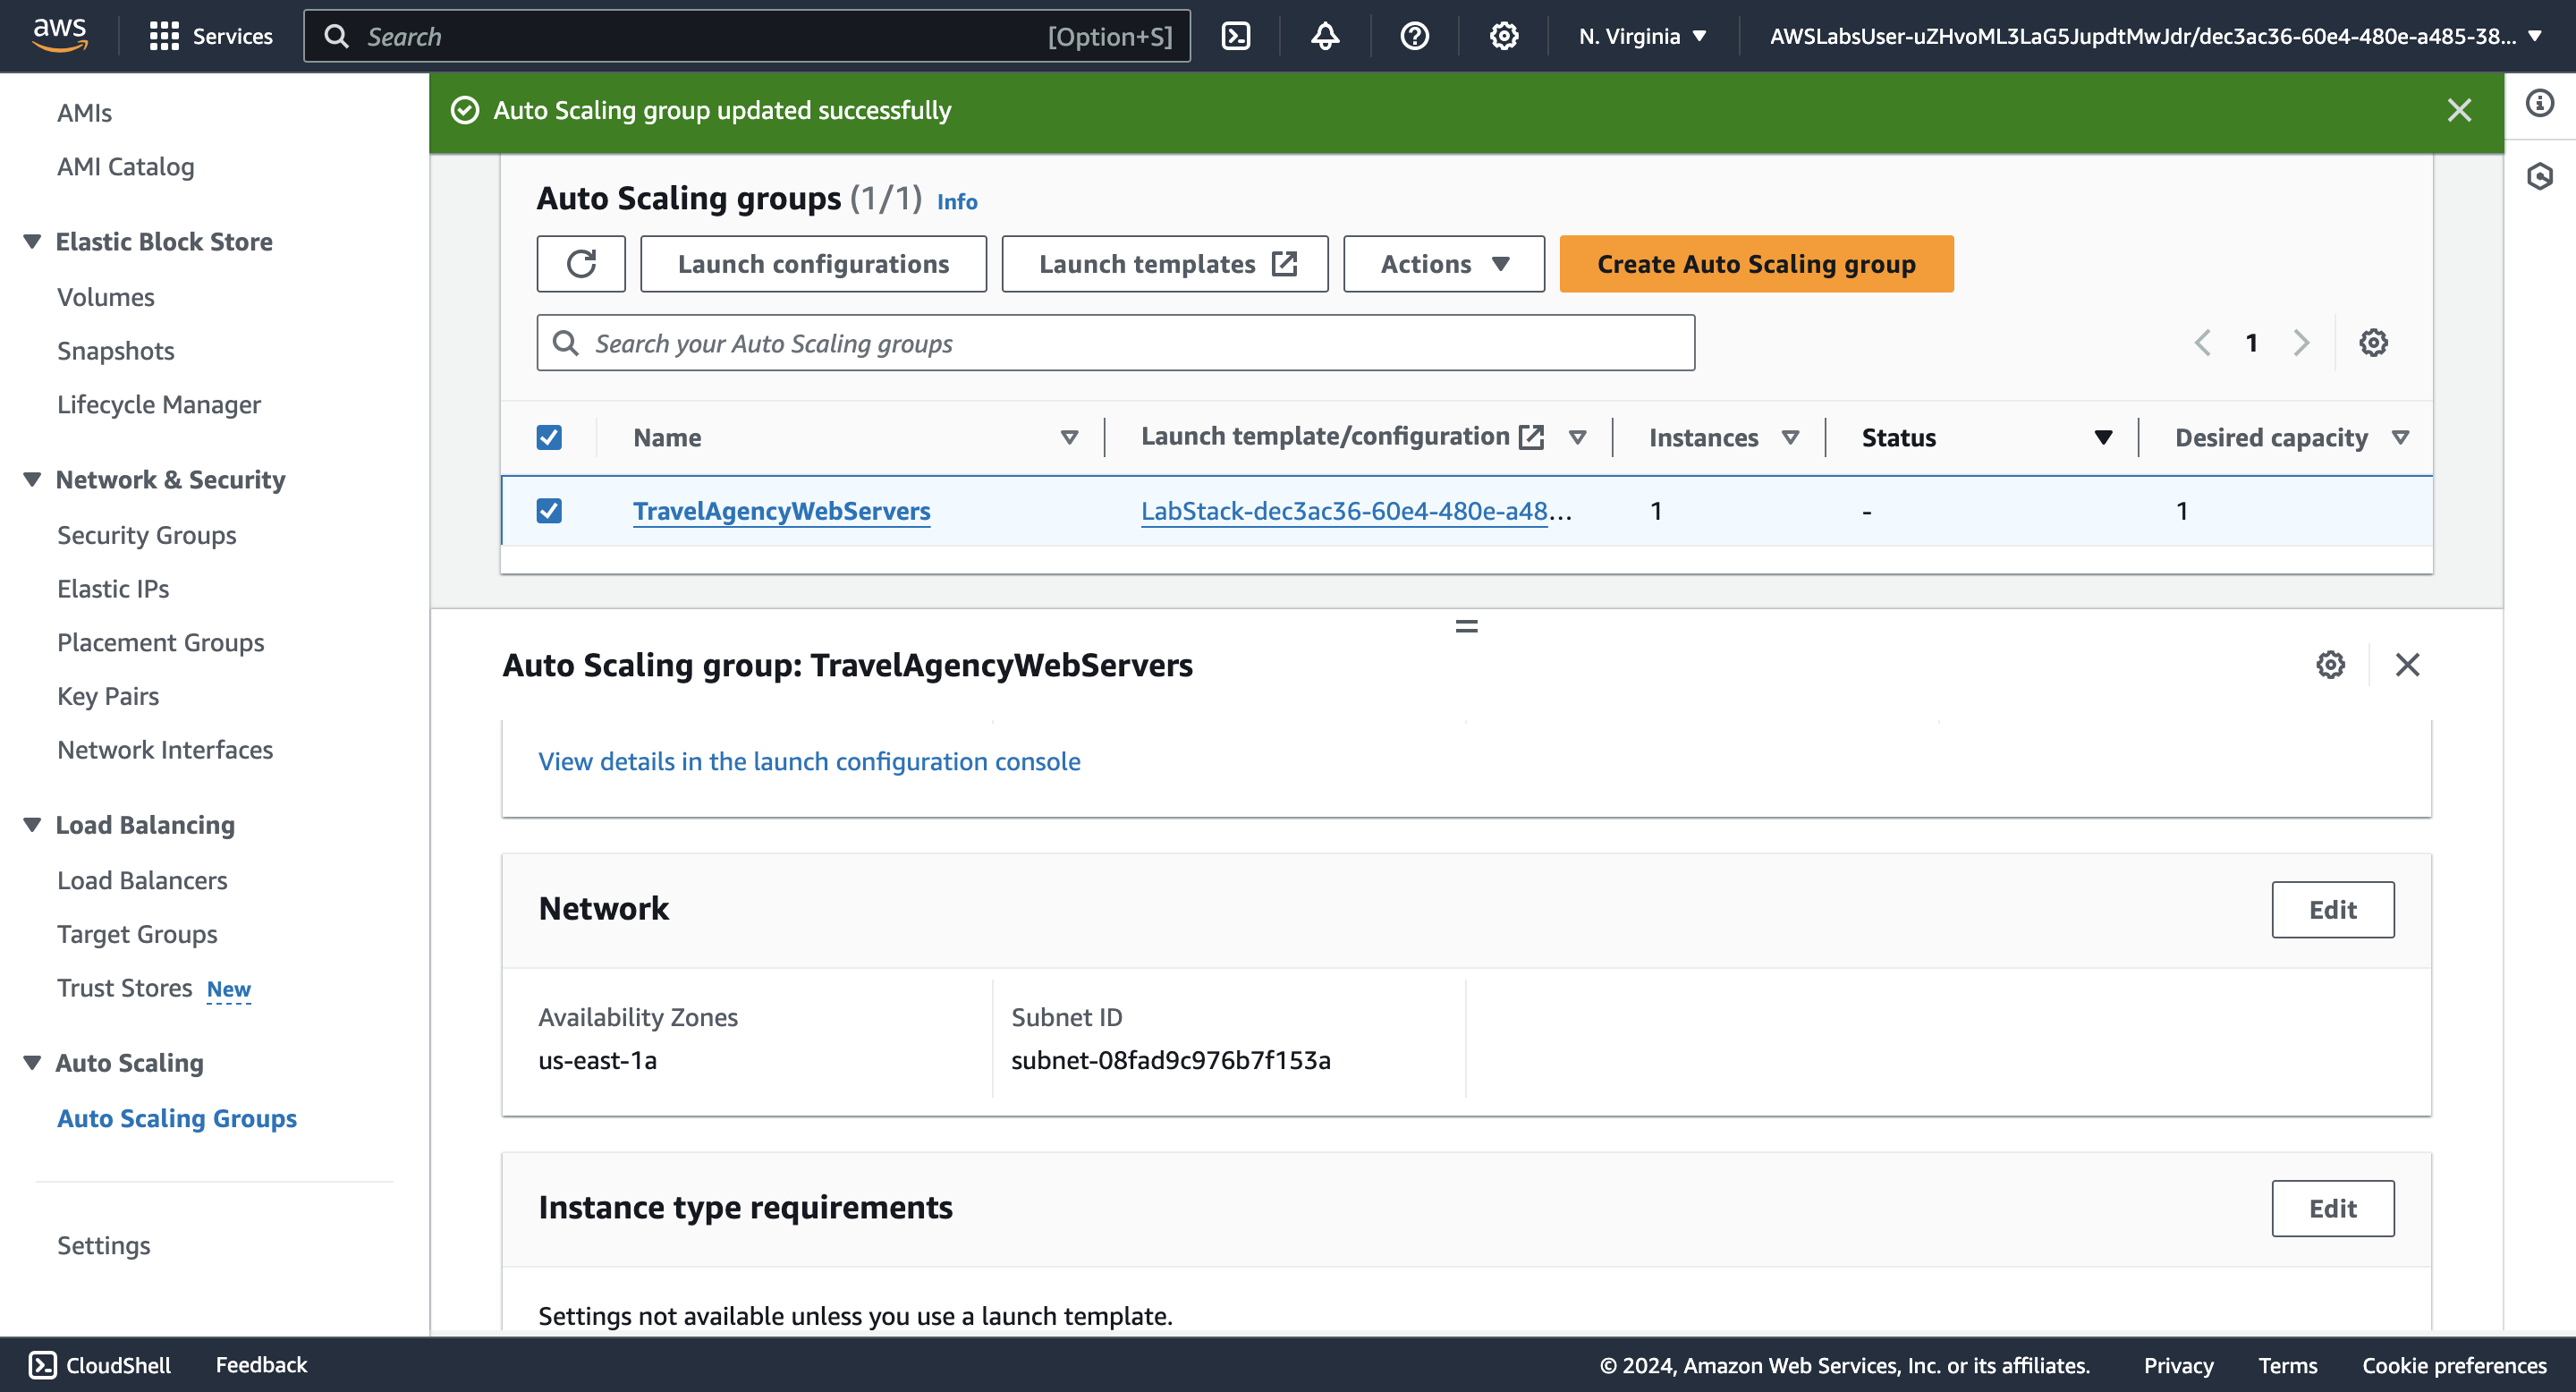 aws
Services
Search
[Option+S]
N. Virginia
AWSLabsUser-uZHvoML3LaG5JupdtMwJdr/dec3ac36-60e4-480e-a485-38...
AMIs
AMI Catalog
Elastic Block Store
Volumes
Snapshots
Lifecycle Manager
Network & Security
Security Groups
Elastic IPs
Placement Groups
Key Pairs
Network Interfaces
Load Balancing
Load Balancers
Target Groups
Trust Stores New
Auto Scaling
Auto Scaling Groups
Settings
Auto Scaling group updated successfully
Auto Scaling groups (1/1) Info
Launch configurations
Launch templates
Actions
Create Auto Scaling group
Search your Auto Scaling groups
1
Name
Launch template/configuration
Instances
Status
Desired capacity
TravelAgencyWebServers
LabStack-dec3ac36-60e4-480e-a48...
1
-
1
Auto Scaling group: TravelAgencyWebServers
View details in the launch configuration console
Network
Edit
Availability Zones
us-east-1a
Subnet ID
subnet-08fad9c976b7f153a
Instance type requirements
Edit
Settings not available unless you use a launch template.
CloudShell
Feedback
© 2024, Amazon Web Services, Inc. or its affiliates.
Privacy
Terms
Cookie preferences